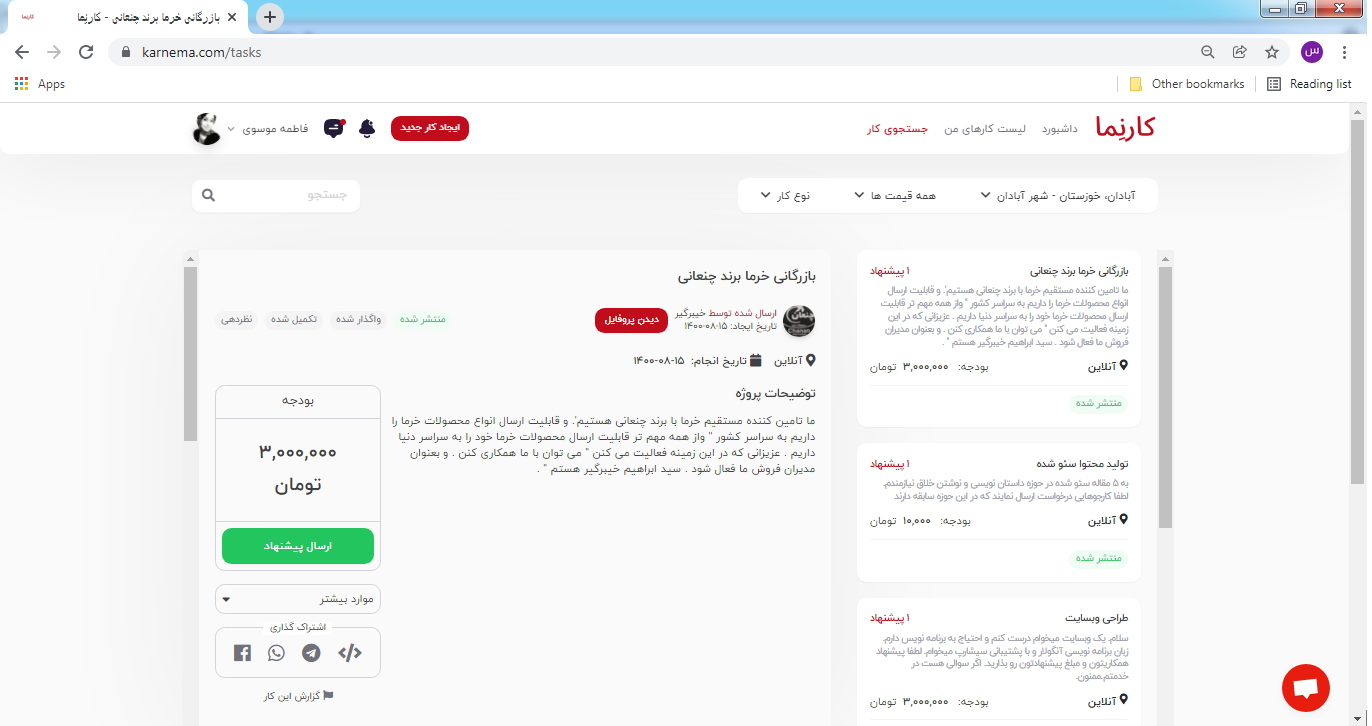 بازرگانی خرما برند چنعانی - کارنِما
karnema.com/tasks
س
Apps
Other bookmarks
Reading list
کارنِما
داشبورد
لیست کارهای من
جستجوی کار
ایجاد کار جدید
فاطمه موسوی
آبادان، خوزستان - شهر آبادان
همه قیمت ها
نوع کار
جستجو
بازرگانی خرما برند چنعانی
۱ پیشنهاد
ما تامین کننده مستقیم خرما با برند چنعانی هستیم'. و قابلیت ارسال
انواع محصولات خرما را داریم به سراسر کشور " واز همه مهم تر قابلیت
ارسال محصولات خرما خود را به سراسر دنیا داریم . عزیزانی که در این
زمینه فعالیت می کنن " می توان با ما همکاری کنن . و بعنوان مدیران
فروش ما فعال شود . سید ابراهیم خیبرگیر هستم " .
آنلاین
بودجه: ۳,۰۰۰,۰۰۰ تومان
منتشر شده
تولید محتوا سئو شده
۱ پیشنهاد
به ۵ مقاله سئو شده در حوزه داستان نویسی و نوشتن خلاق نیازمندم.
لطفا کارجوهایی درخواست ارسال نمایند که در این حوزه سابقه دارند
آنلاین
بودجه: ۱۰,۰۰۰ تومان
منتشر شده
طراحی وبسایت
۱ پیشنهاد
سلام. یک وبسایت میخوام درست کنم و احتیاج به برنامه نویس دارم.
زبان برنامه نویسی آنگولار و با پشتیبانی سیشارپ میخوام. لطفا پیشنهاد
همکاریتون و مبلغ پیشنهادتون رو بذارید. اگر سوالی هست در
خدمتم.ممنون.
آنلاین
بودجه: ۳,۰۰۰,۰۰۰ تومان
بازرگانی خرما برند چنعانی
ارسال شده توسط خیبرگیر
تاریخ ایجاد: ۱۴۰۰-۰۸-۱۵
دیدن پروفایل
منتشر شده
واگذار شده
تکمیل شده
نظردهی
آنلاین
تاریخ انجام: ۱۴۰۰-۰۸-۱۵
توضیحات پروژه
ما تامین کننده مستقیم خرما با برند چنعانی هستیم'. و قابلیت ارسال انواع محصولات خرما را
داریم به سراسر کشور " واز همه مهم تر قابلیت ارسال محصولات خرما خود را به سراسر دنیا
داریم . عزیزانی که در این زمینه فعالیت می کنن " می توان با ما همکاری کنن . و بعنوان
مدیران فروش ما فعال شود . سید ابراهیم خیبرگیر هستم " .
بودجه
۳,۰۰۰,۰۰۰
تومان
ارسال پیشنهاد
موارد بیشتر
اشتراک گذاری
گزارش این کار